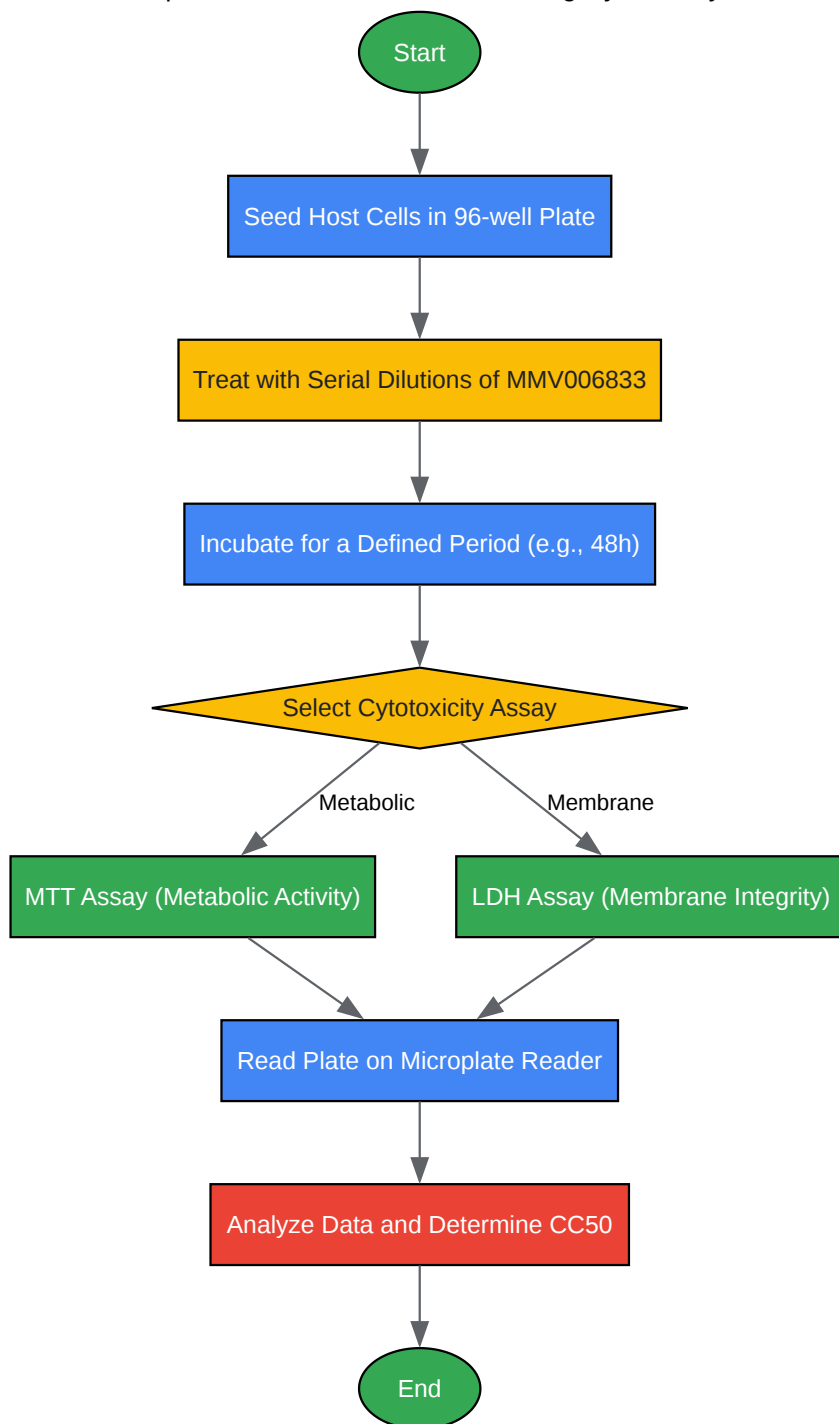 Start
Seed Host Cells in 96-well Plate
Treat with Serial Dilutions of MMV006833
Incubate for a Defined Period (e.g., 48h)
Select Cytotoxicity Assay
Metabolic
Membrane
MTT Assay (Metabolic Activity)
LDH Assay (Membrane Integrity)
Read Plate on Microplate Reader
Analyze Data and Determine CC50
End